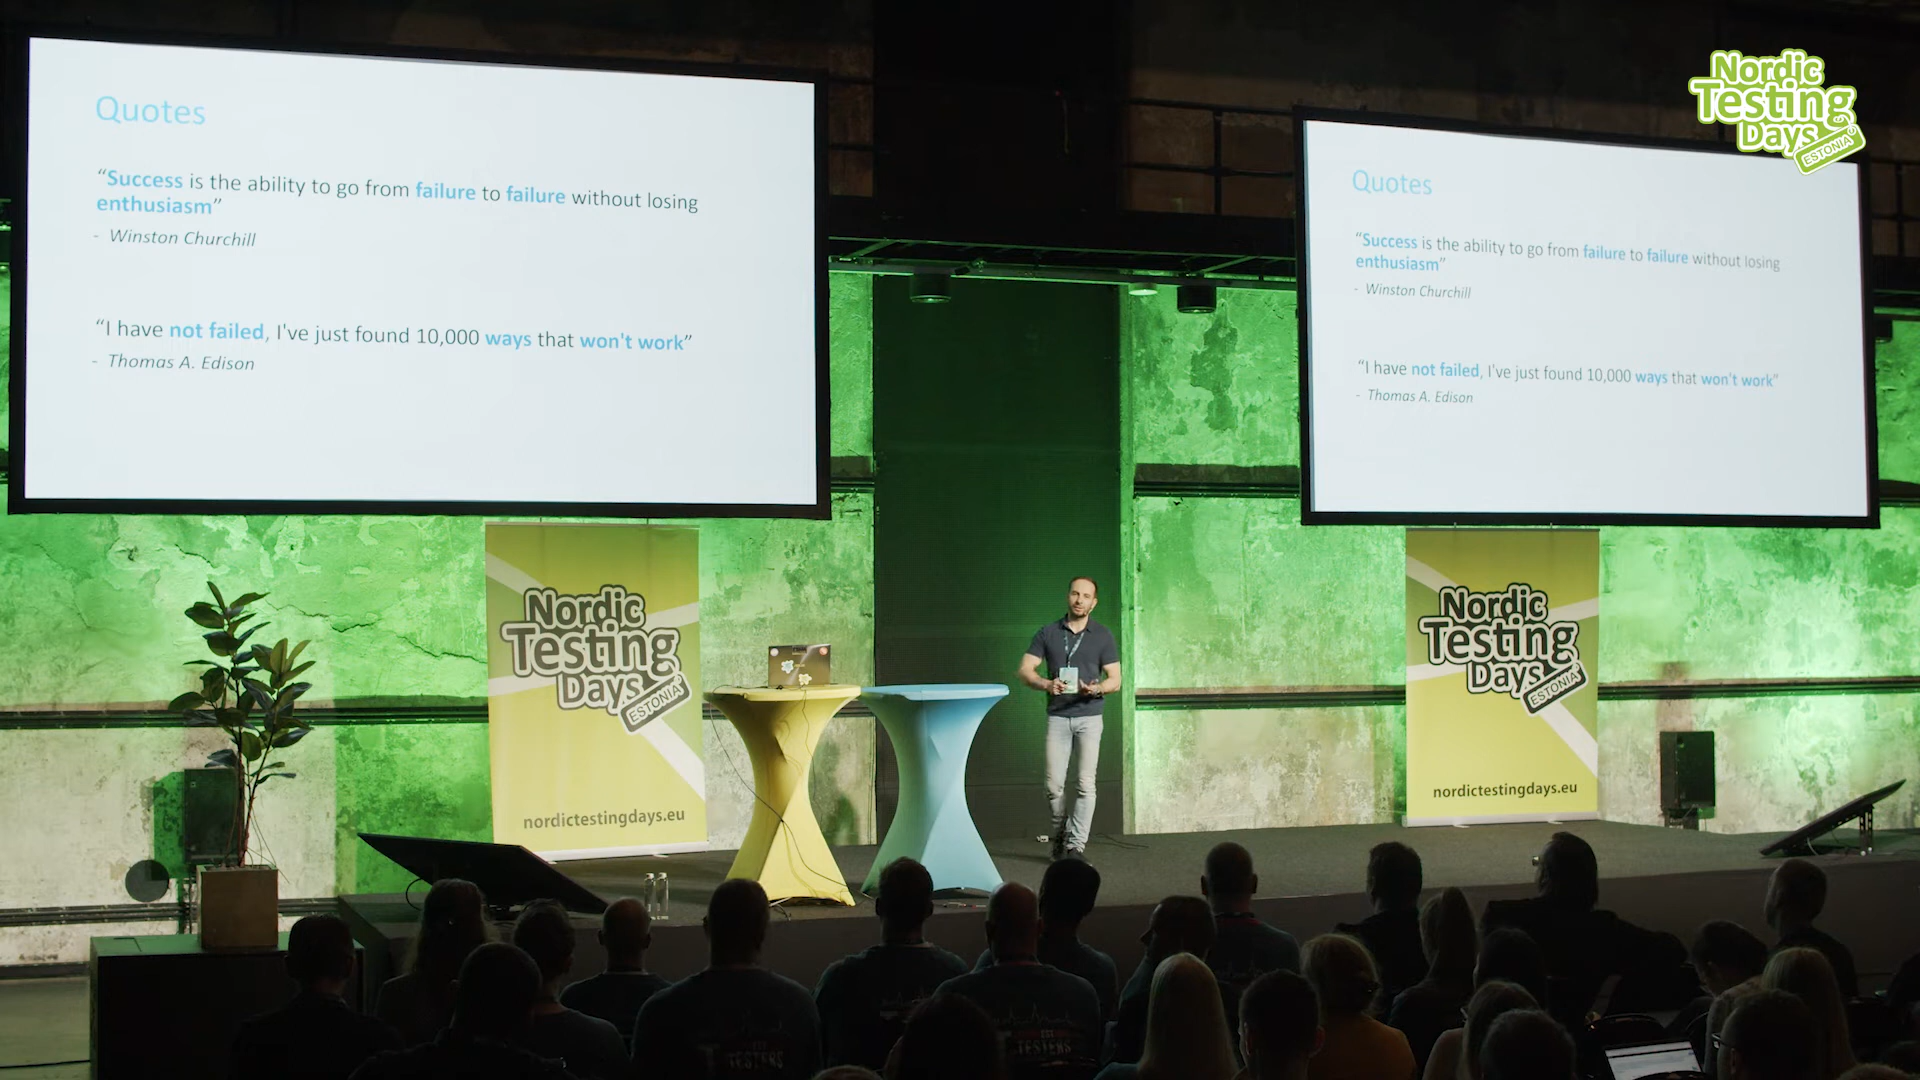 Quotes
“Success is the ability to go from failure to failure without losing
enthusiasm”
- Winston Churchill
“I have not failed, I've just found 10,000 ways that won't work”
- Thomas A. Edison
Quotes
“Success is the ability to go from failure to failure without losing
enthusiasm”
- Winston Churchill
“I have not failed, I've just found 10,000 ways that won't work”
- Thomas A. Edison
Nordic
Testing
Days
ESTONIA
Nordic
Testing
Days
ESTONIA
nordictestingdays.eu
Nordic
Testing
Days
ESTONIA
nordictestingdays.eu
TESTERS
TESTERS